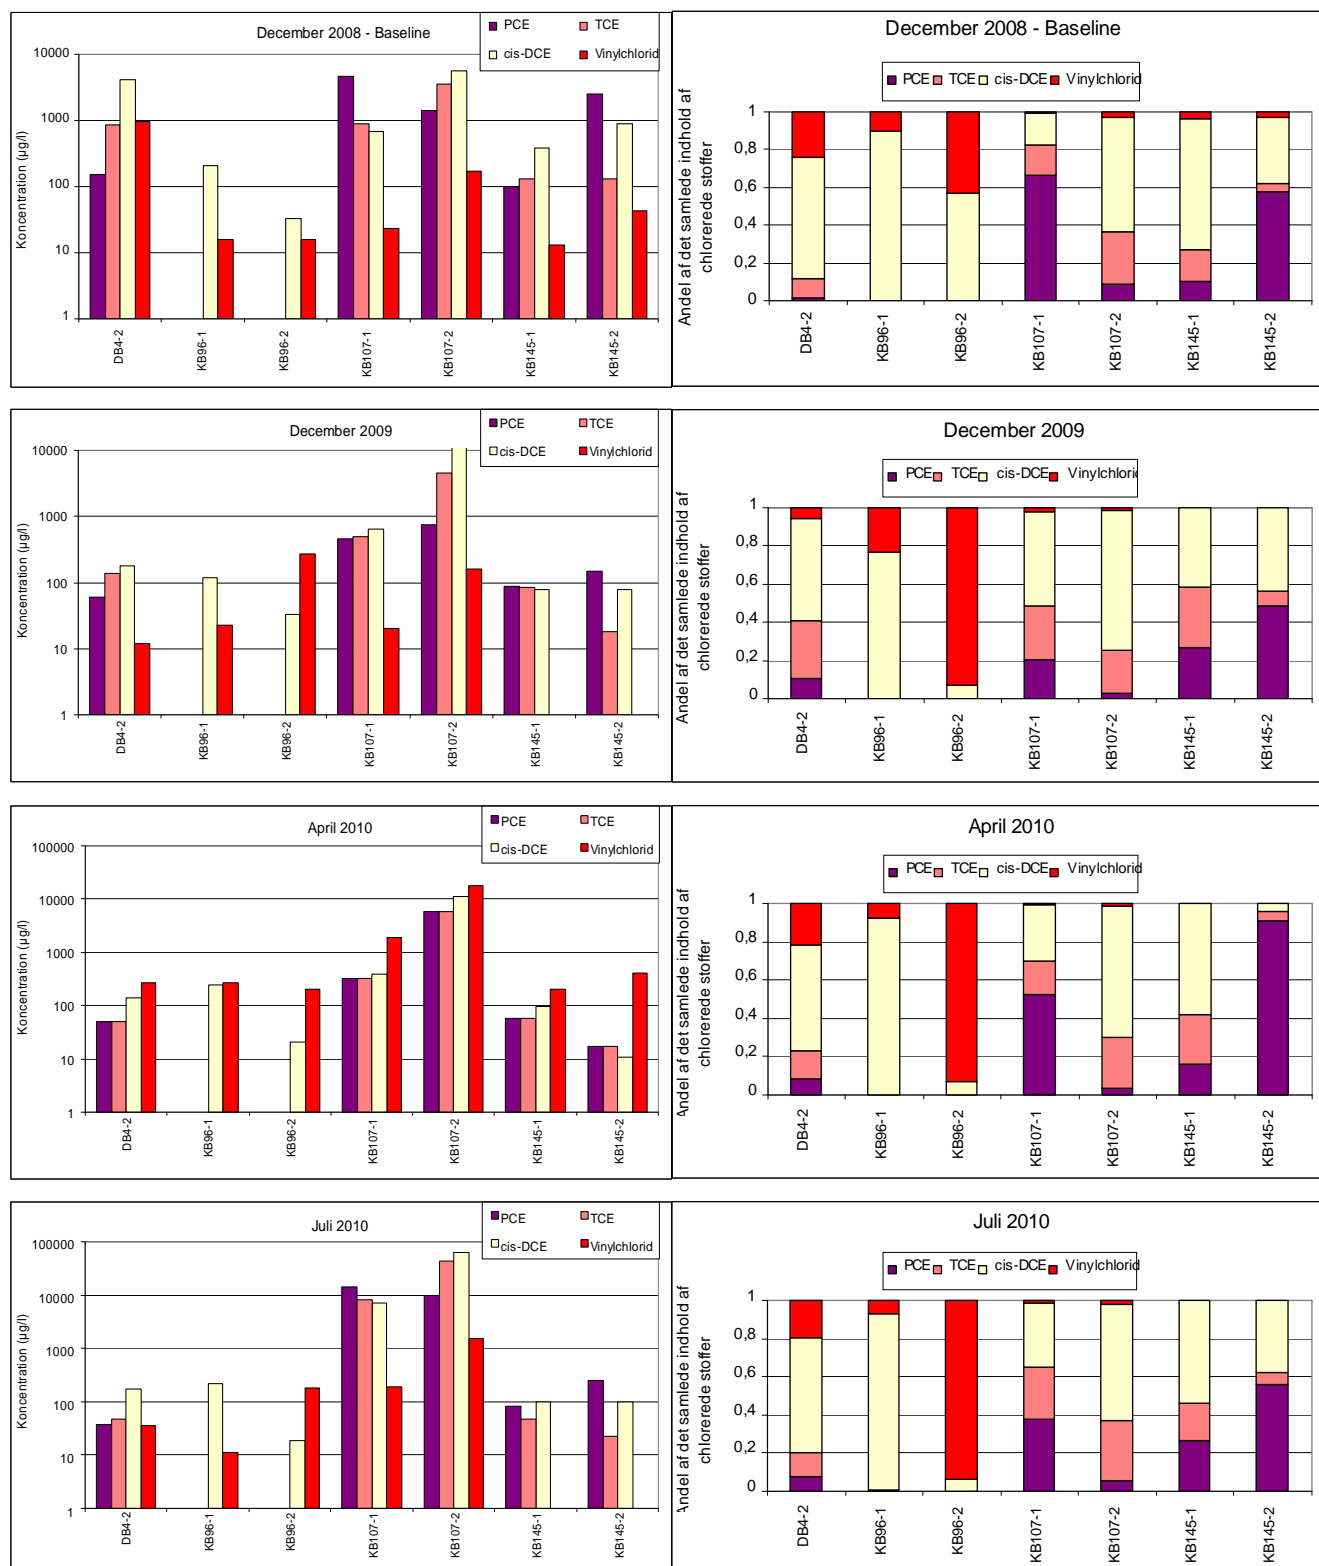 December 2008 - Baseline
PCE TCE
cis-DCE Vinylchlorid
Koncentration (µg/l)
10000
1000
100
10
1
DB4-2 KB96-1 KB96-2 KB107-1 KB107-2 KB145-1 KB145-2
December 2008 - Baseline
PCE TCE cis-DCE Vinylchlorid
Andel af det samlede indhold af
chlorerede stoffer
1
0,8
0,6
0,4
0,2
0
DB4-2 KB96-1 KB96-2 KB107-1 KB107-2 KB145-1 KB145-2
December 2009
PCE TCE
cis-DCE Vinylchlorid
Koncentration (µg/l)
10000
1000
100
10
1
DB4-2 KB96-1 KB96-2 KB107-1 KB107-2 KB145-1 KB145-2
December 2009
PCE TCE cis-DCE Vinylchlorid
Andel af det samlede indhold af
chlorerede stoffer
1
0,8
0,6
0,4
0,2
0
DB4-2 KB96-1 KB96-2 KB107-1 KB107-2 KB145-1 KB145-2
April 2010
PCE TCE
cis-DCE Vinylchlorid
Koncentration (µg/l)
100000
10000
1000
100
10
1
DB4-2 KB96-1 KB96-2 KB107-1 KB107-2 KB145-1 KB145-2
April 2010
PCE TCE cis-DCE Vinylchlorid
Andel af det samlede indhold af
chlorerede stoffer
1
0,8
0,6
0,4
0,2
0
DB4-2 KB96-1 KB96-2 KB107-1 KB107-2 KB145-1 KB145-2
Juli 2010
PCE TCE
cis-DCE Vinylchlorid
Koncentration (µg/l)
100000
10000
1000
100
10
1
DB4-2 KB96-1 KB96-2 KB107-1 KB107-2 KB145-1 KB145-2
Juli 2010
PCE TCE cis-DCE Vinylchlorid
Andel af det samlede indhold af
chlorerede stoffer
1
0,8
0,6
0,4
0,2
0
DB4-2 KB96-1 KB96-2 KB107-1 KB107-2 KB145-1 KB145-2